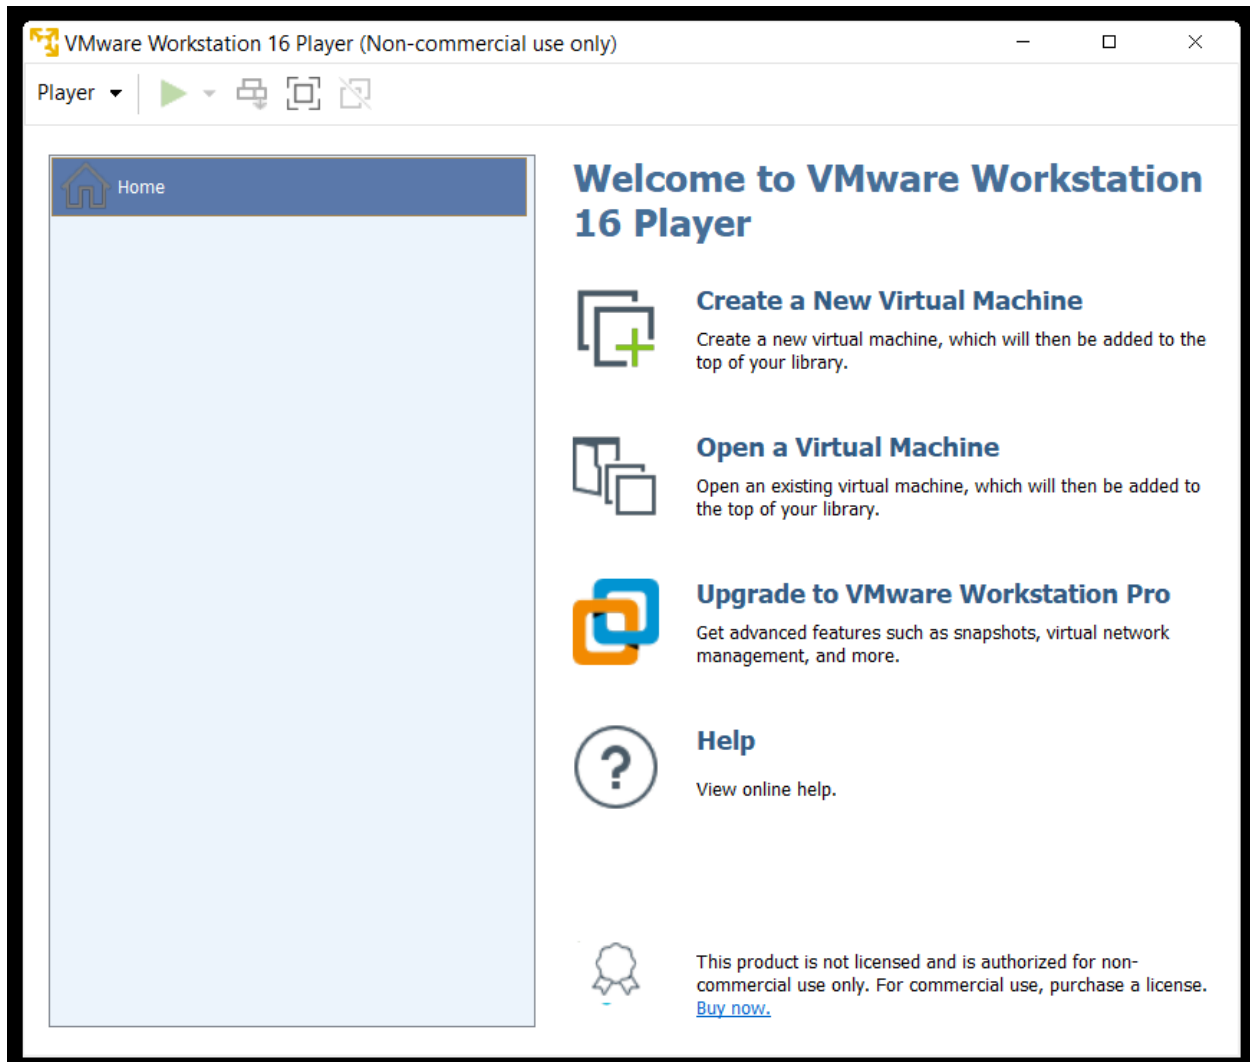 VMware Workstation 16 Player (Non-commercial use only)
Player
Home
Welcome to VMware Workstation
16 Player
Create a New Virtual Machine
Create a new virtual machine, which will then be added to the
top of your library.
Open a Virtual Machine
Open an existing virtual machine, which will then be added to
the top of your library.
Upgrade to VMware Workstation Pro
Get advanced features such as snapshots, virtual network
management, and more.
?
Help
View online help.
This product is not licensed and is authorized for non-
commercial use only. For commercial use, purchase a license.
Buy now.